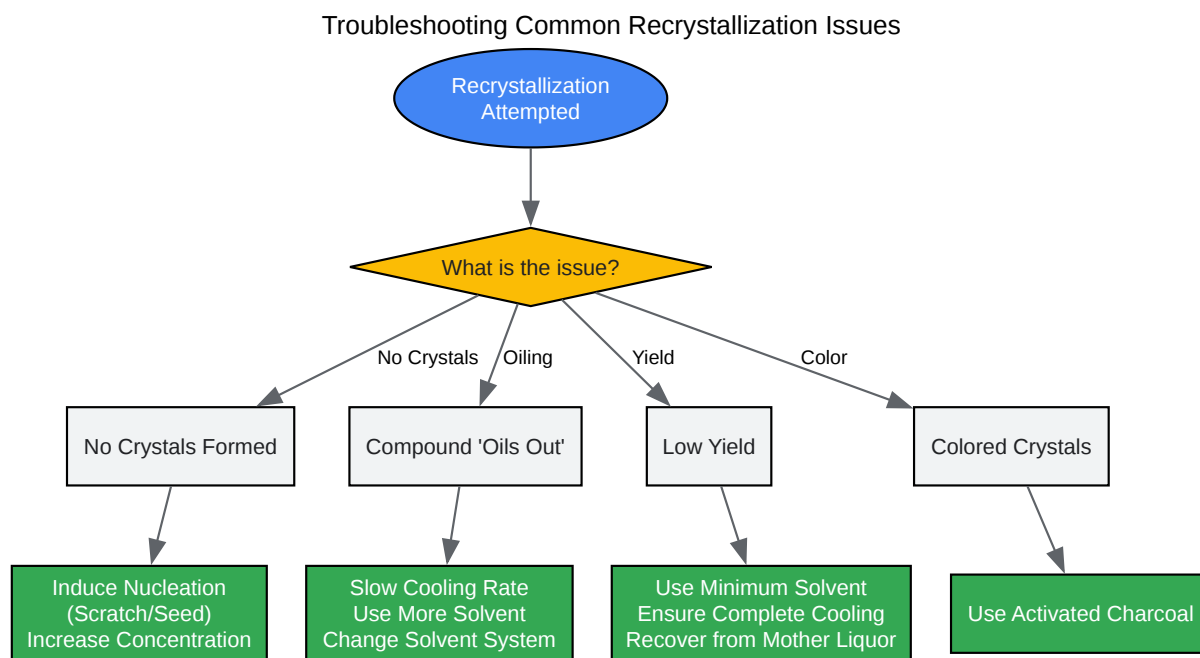 Troubleshooting Common Recrystallization Issues
Recrystallization
Attempted
What is the issue?
No Crystals
Oiling
Yield
Color
No Crystals Formed
Compound 'Oils Out'
Low Yield
Colored Crystals
Induce Nucleation
(Scratch/Seed)
Increase Concentration
Slow Cooling Rate
Use More Solvent
Change Solvent System
Use Minimum Solvent
Ensure Complete Cooling
Recover from Mother Liquor
Use Activated Charcoal